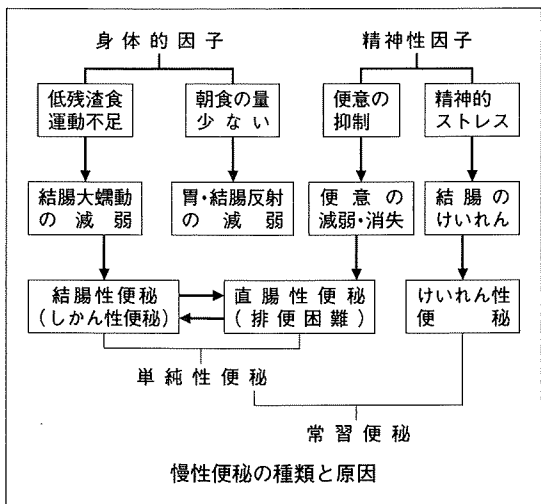 身体的因子
精神性因子
低残渣食
運動不足
朝食の量
少ない
便意の
抑制
精神的
ストレス
結腸大蠕動
の減弱
胃・結腸反射
の減弱
便意の
減弱・消失
結腸の
けいれん
結腸性便秘
(しかん性便秘)
直腸性便秘
(排便困難)
けいれん性
便秘
単純性便秘
常習便秘
慢性便秘の種類と原因